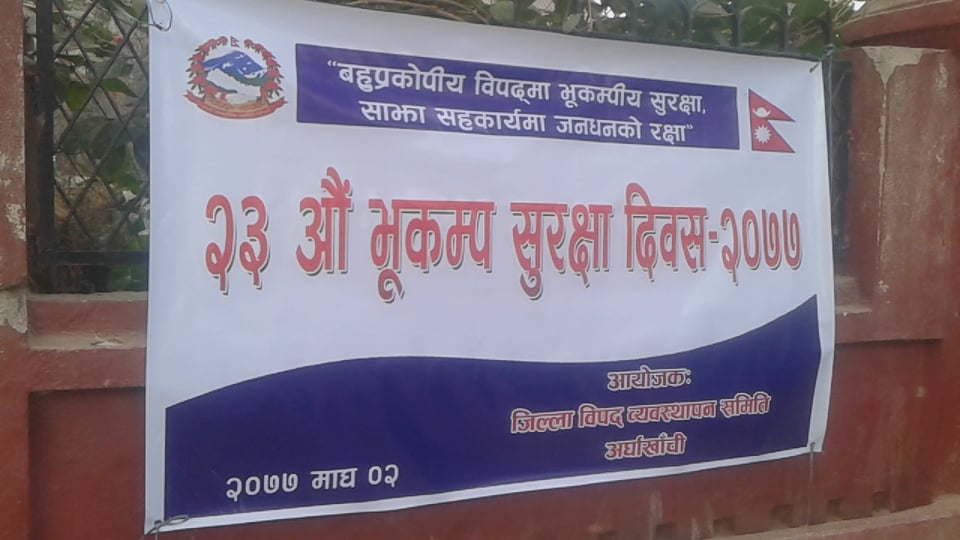 "बहुप्रकोपीय विपद्‌मा भूकम्पीय सुरक्षा,
साझा सहकार्यमा जनधनको रक्षा"
२३ औं भूकम्प सुरक्षा दिवस-२०७७
आयोजकः
जिल्ला विपद् व्यवस्थापन समिति
अर्घाखाँची
२०७७ माघ ०२